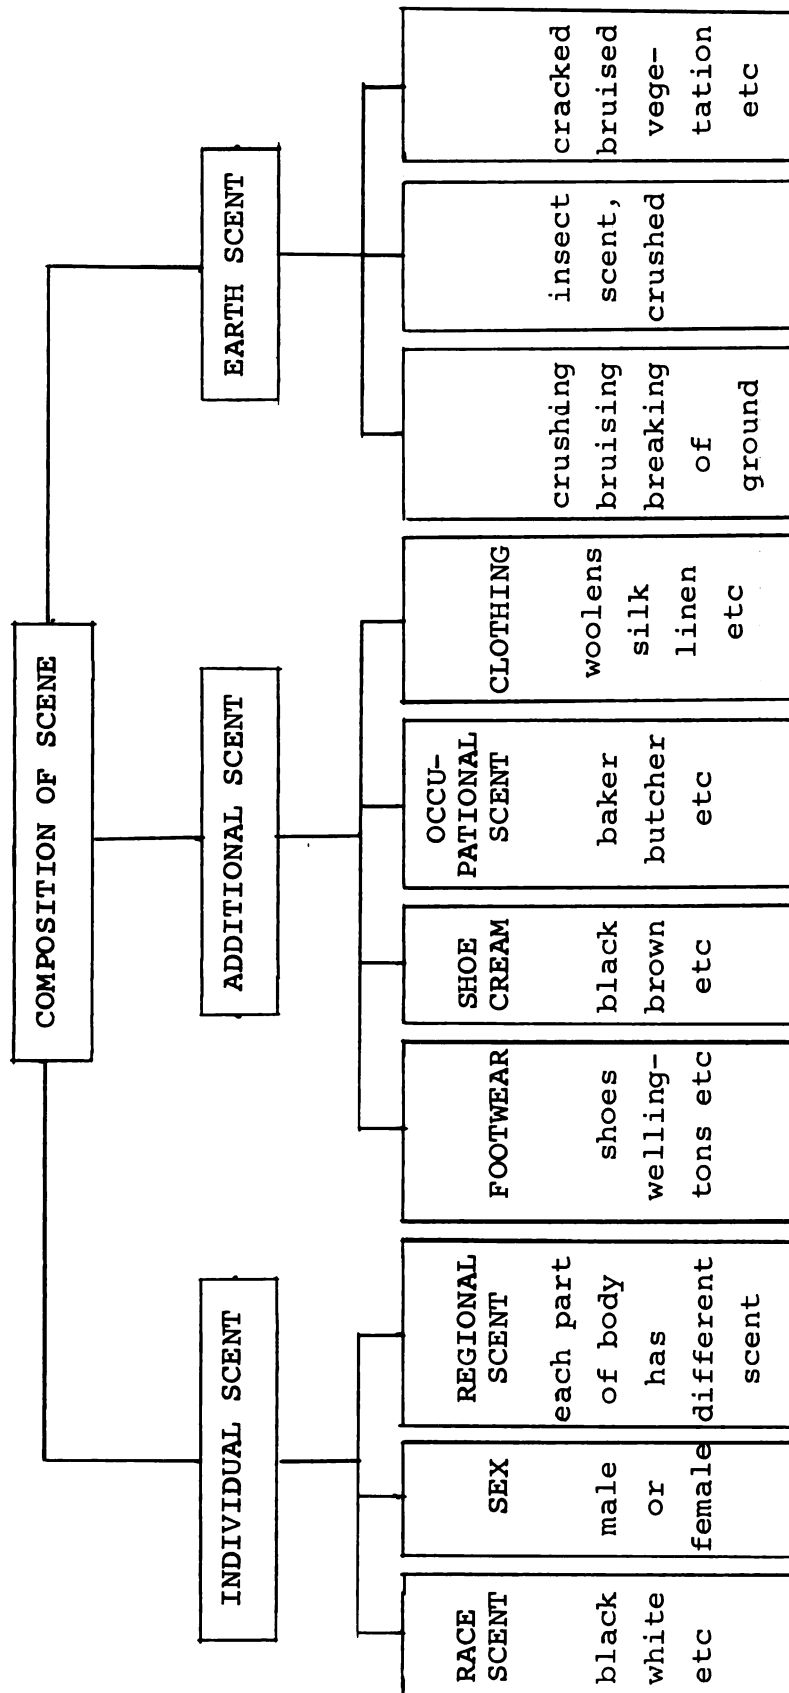 COMPOSITION OF SCENE
INDIVIDUAL SCENT
ADDITIONAL SCENT
EARTH SCENT
RACE
SCENT
black
white
etc
SEX
male
or
female
REGIONAL
SCENT
each part
of body
has
different
scent
FOOTWEAR
shoes
welling-
tons etc
SHOE
CREAM
black
brown
etc
OCCU-
PATIONAL
SCENT
baker
butcher
etc
CLOTHING
woolens
silk
linen
etc
crushing
bruising
breaking
of
ground
insect
scent,
crushed
cracked
bruised
vege-
tation
etc